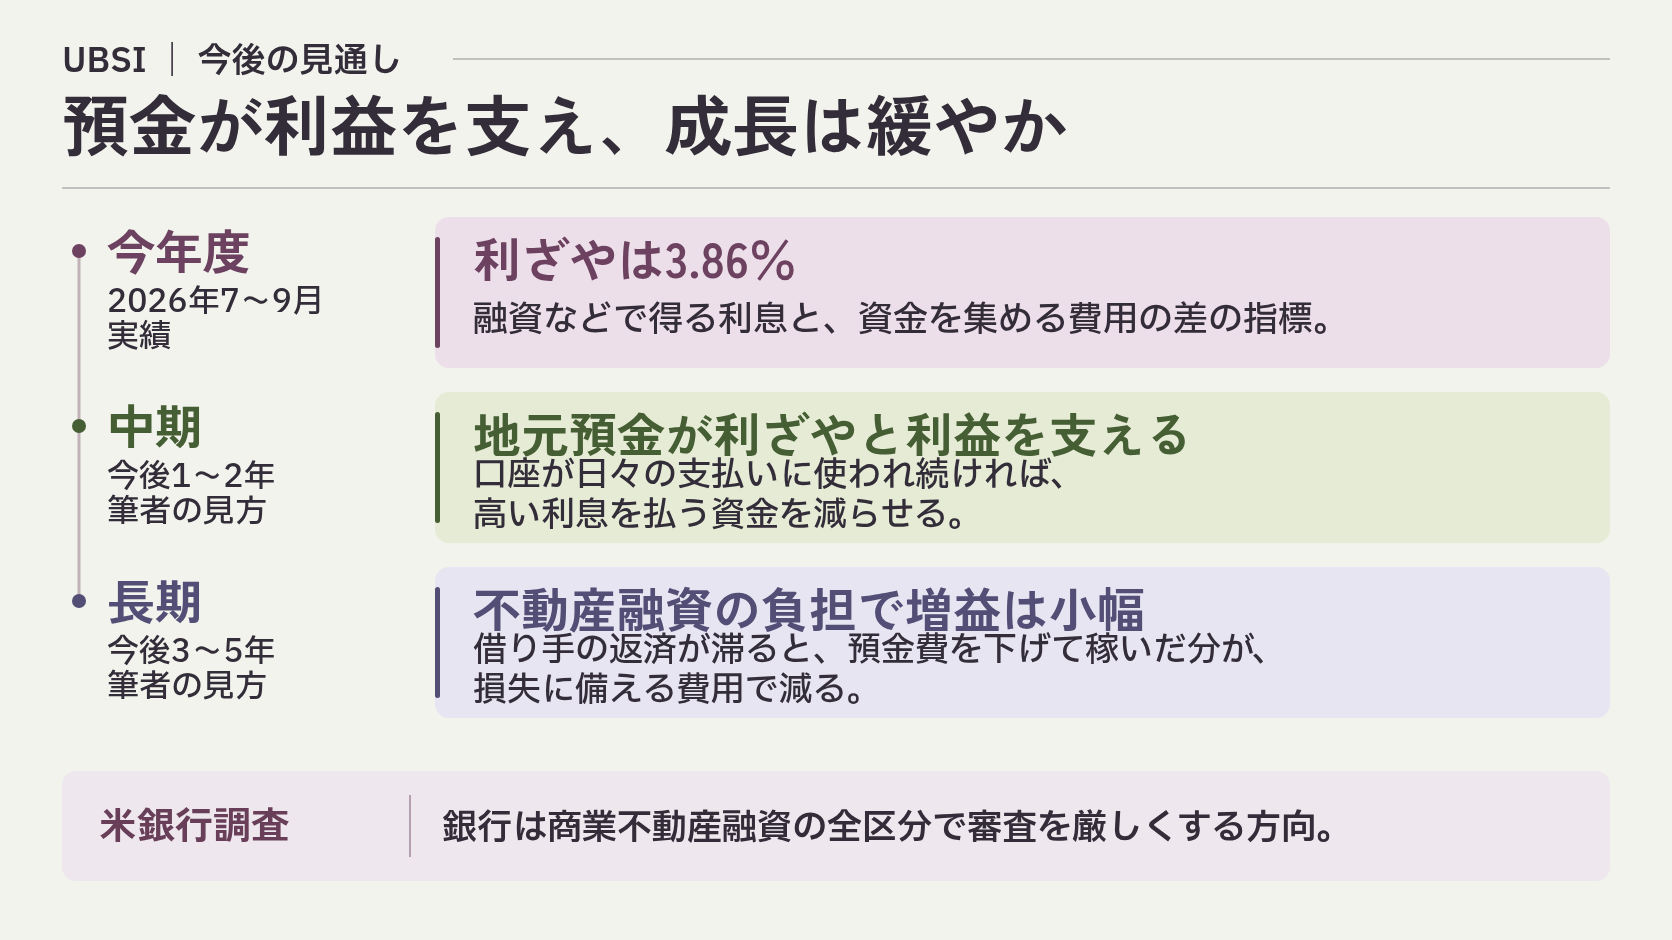 UBSI｜今後の見通し
預金が利益を支え、成長は緩やか
今年度
2026年7～9月
実績
利ざやは3.86％
融資などで得る利息と、資金を集める費用の差の指標。
中期
今後1～2年
筆者の見方
地元預金が利ざやと利益を支える
口座が日々の支払いに使われ続ければ、
高い利息を払う資金を減らせる。
長期
今後3～5年
筆者の見方
不動産融資の負担で増益は小幅
借り手の返済が滞ると、預金費を下げて稼いだ分が、
損失に備える費用で減る。
米銀行調査
銀行は商業不動産融資の全区分で審査を厳しくする方向。